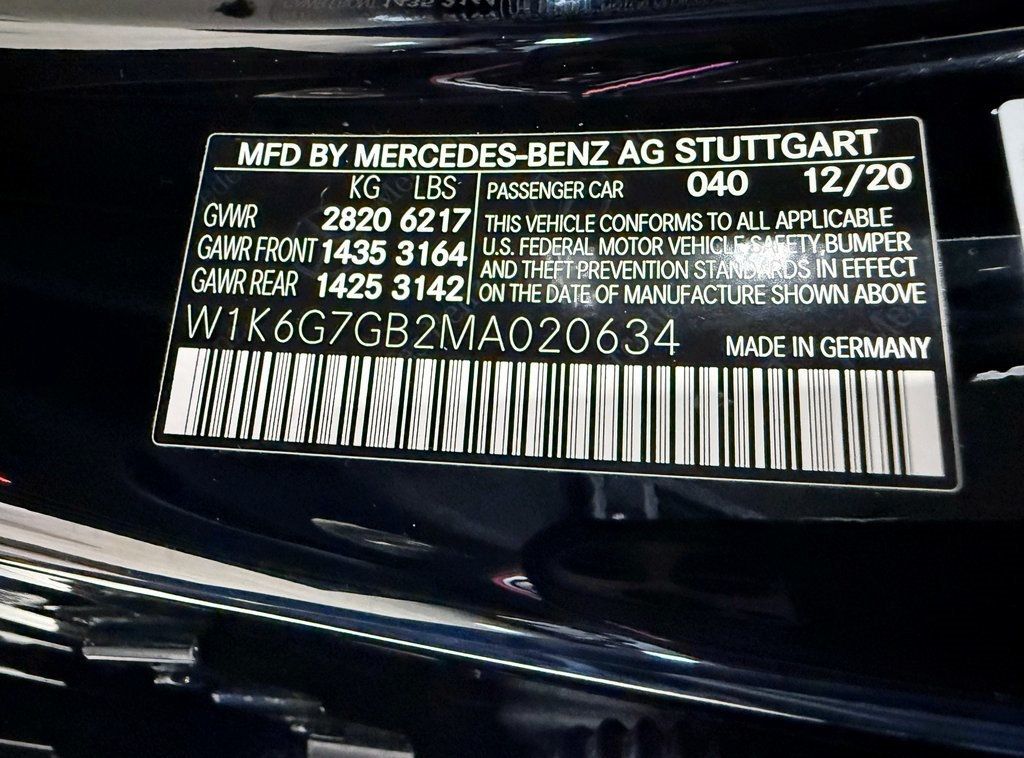 MFD BY MERCEDES-BENZ AG STUTTGART
KG LBS
GVWR 2820 6217
GAWR FRONT 1435 3164
GAWR REAR 1425 3142
PASSENGER CAR 040 12/20
THIS VEHICLE CONFORMS TO ALL APPLICABLE
U.S. FEDERAL MOTOR VEHICLE SAFETY, BUMPER
AND THEFT PREVENTION STANDARDS IN EFFECT
ON THE DATE OF MANUFACTURE SHOWN ABOVE
W1K6G7GB2MA020634
MADE IN GERMANY